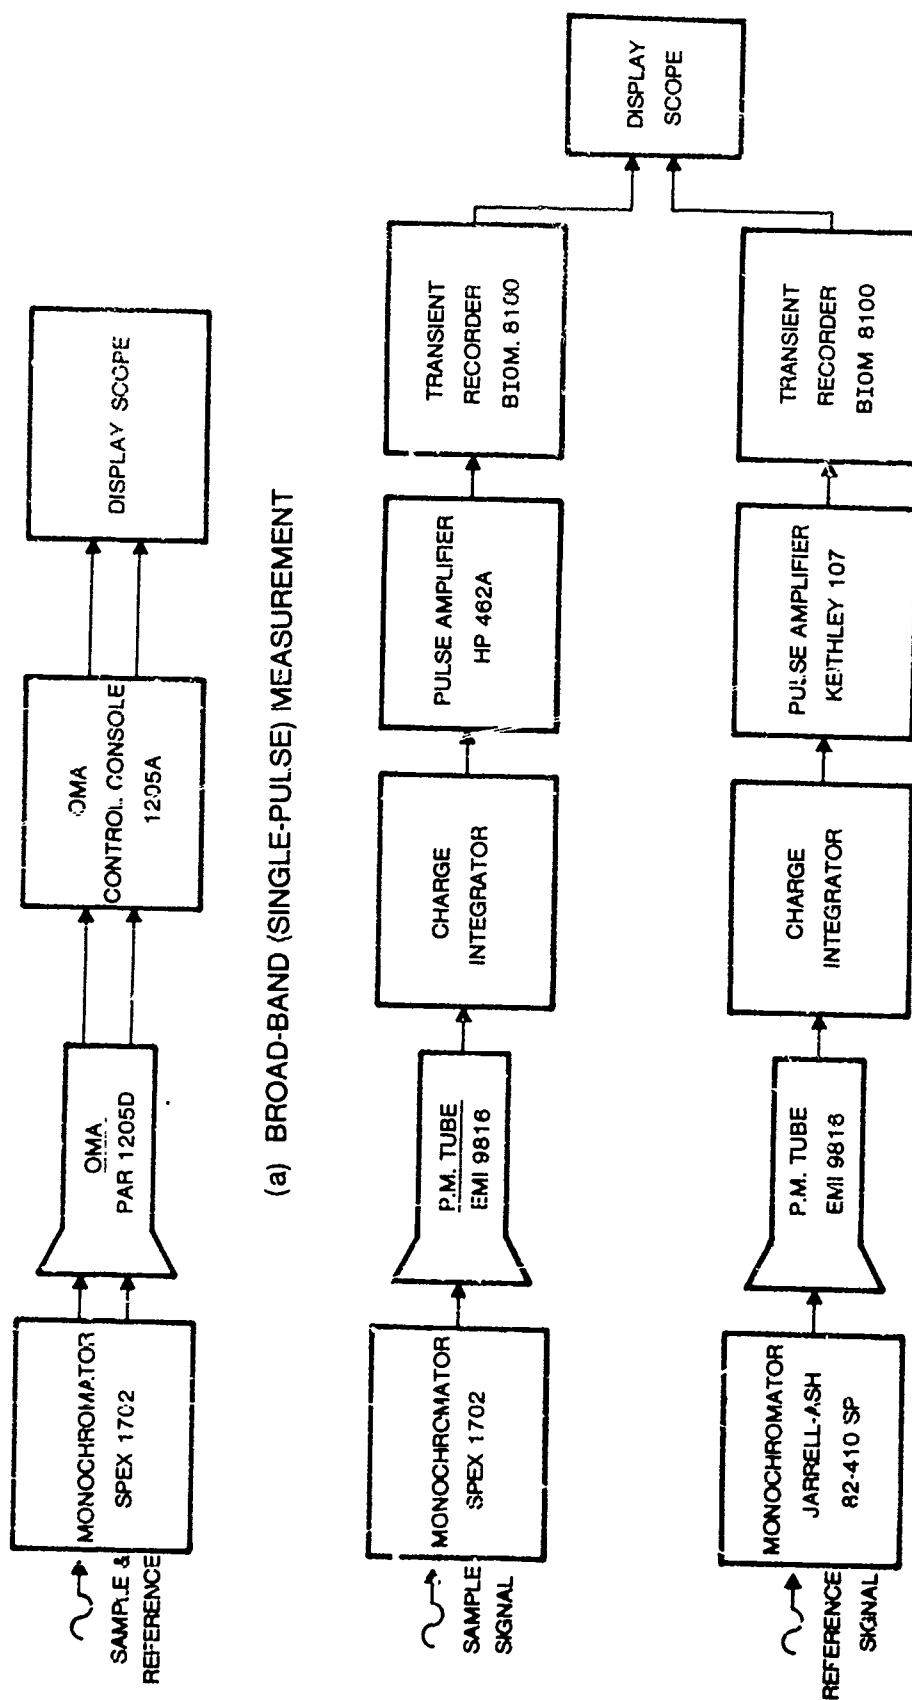 SAMPLE &
REFERENCE
MONOCHROMATOR
SPEX 1702
OMA
PAR 1205D
OMA
CONTROL CONSOLE
1205A
DISPLAY SCOPE
(a) BROAD-BAND (SINGLE-PULSE) MEASUREMENT
SAMPLE
SIGNAL
MONOCHROMATOR
SPEX 1702
P.M. TUBE
EMI 9816
CHARGE
INTEGRATOR
PULSE AMPLIFIER
HP 462A
TRANSIENT
RECORDER
BIOM. 8100
DISPLAY
SCOPE
REFERENCE
SIGNAL
MONOCHROMATOR
JARRELL-ASH
82-410 SP
P.M. TUBE
EMI 9816
CHARGE
INTEGRATOR
PULSE AMPLIFIER
KEITHLEY 107
TRANSIENT
RECORDER
BIOM 8100